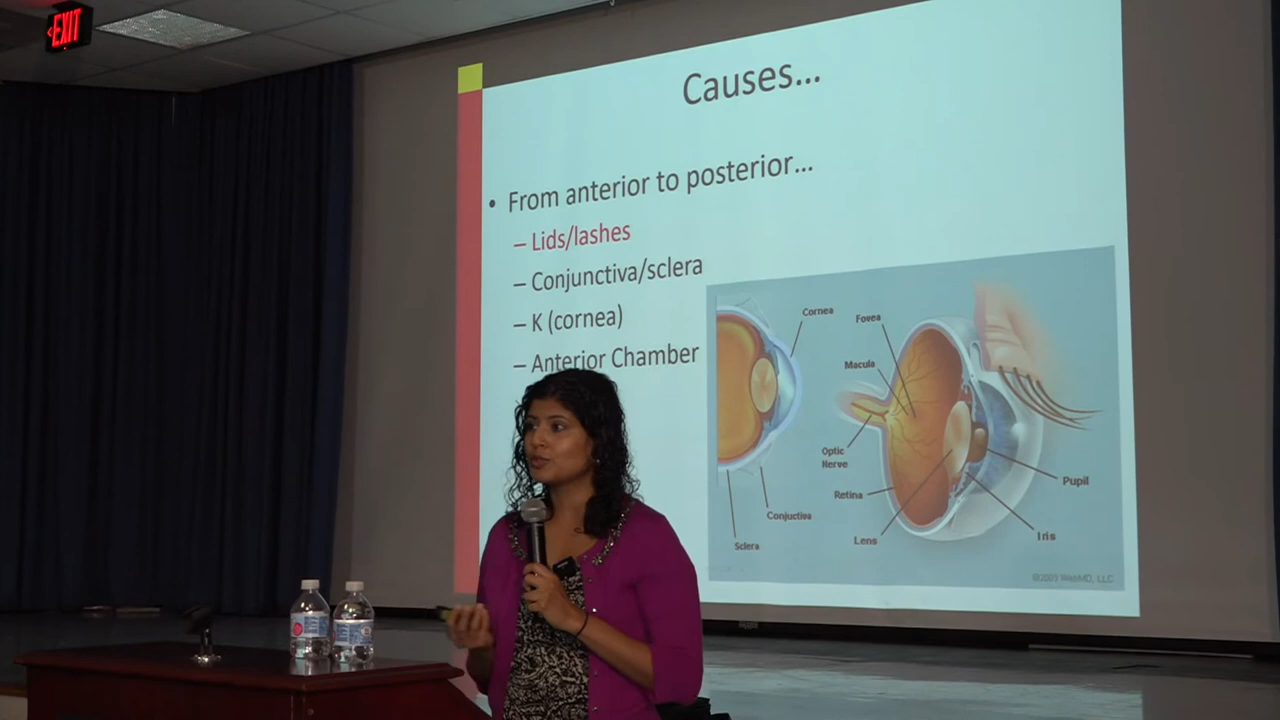 EXIT
Causes...
• From anterior to posterior...
– Lids/lashes
– Conjunctiva/sclera
– K (cornea)
– Anterior Chamber
Cornea
Fovea
Macula
Optic
Nerve
Retina
Lens
Pupil
Iris
Conjuctiva
Sclera
©2009 WebMD, LLC